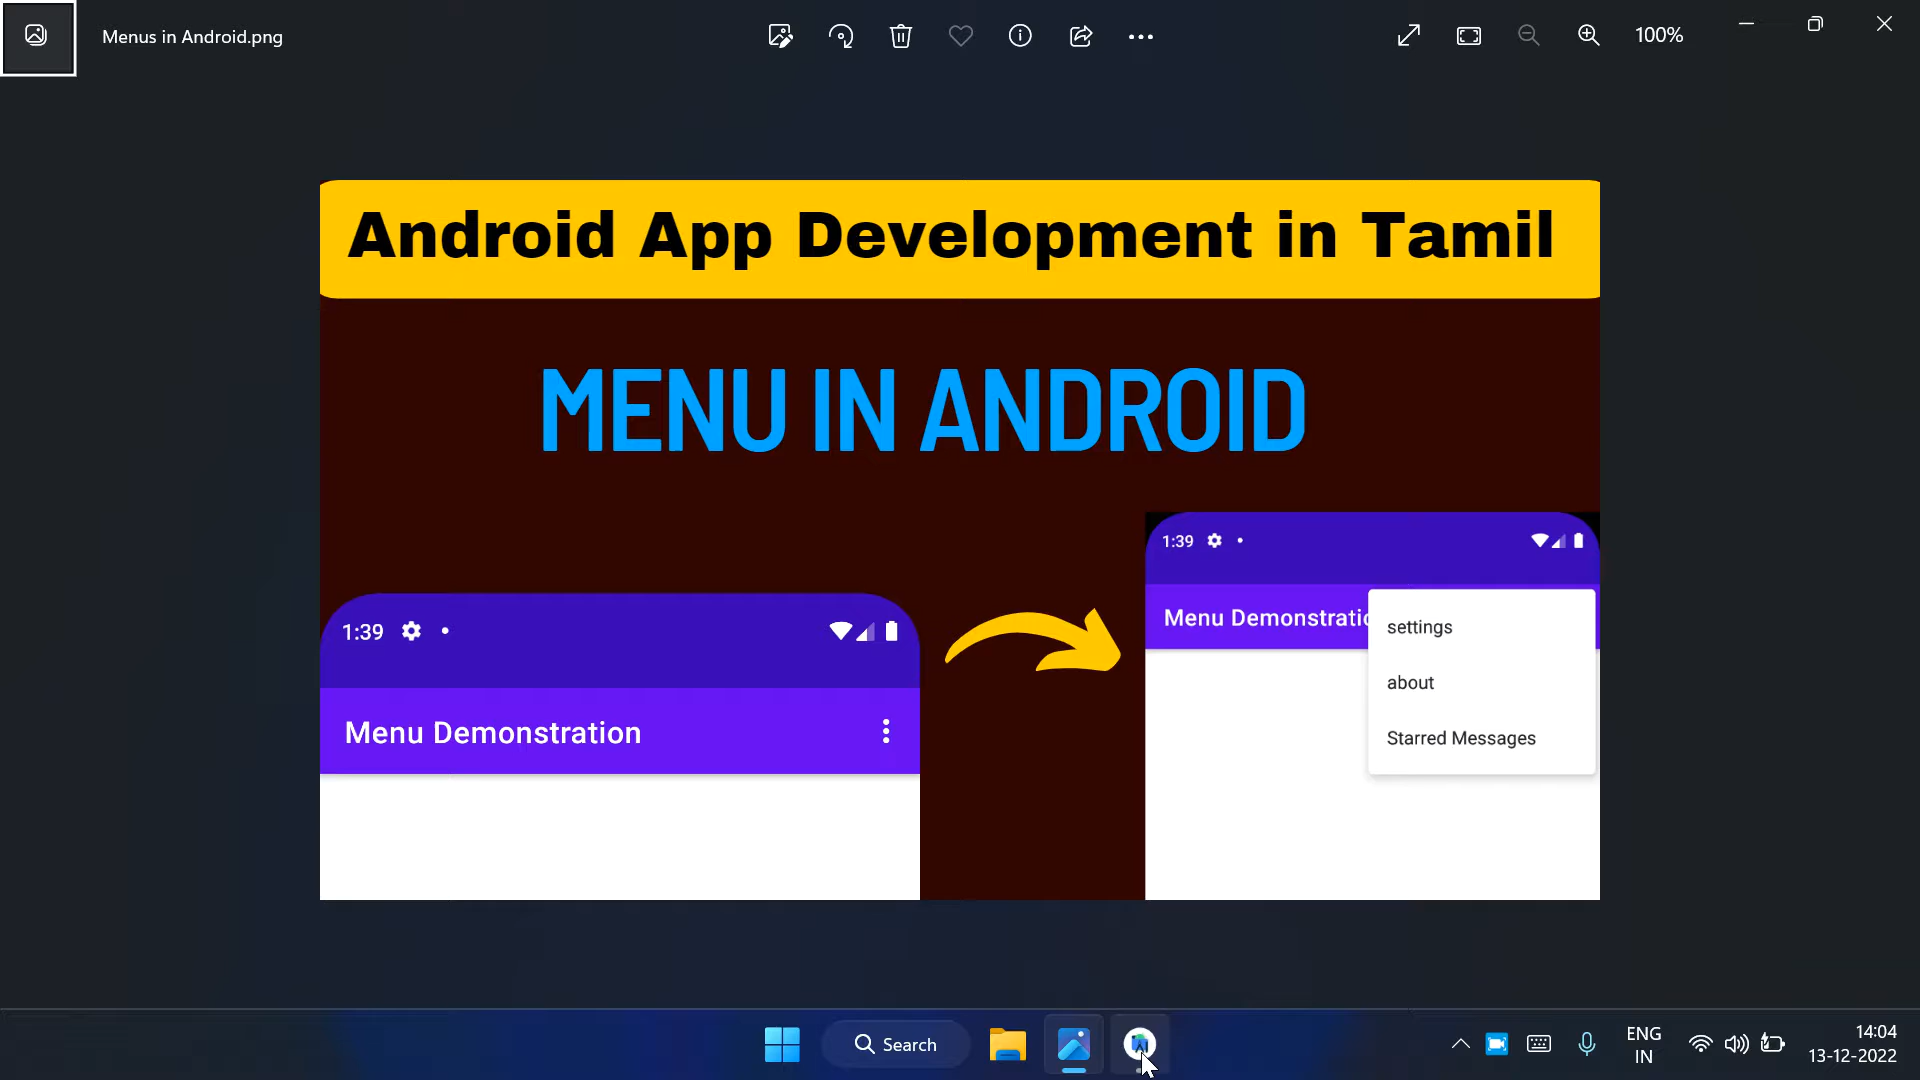 Menus in Android.png
100%
Android App Development in Tamil
MENU IN ANDROID
1:39
Menu Demonstration
1:39
Menu Demonstratio
settings
about
Starred Messages
Search
ENG
IN
14:04
13-12-2022